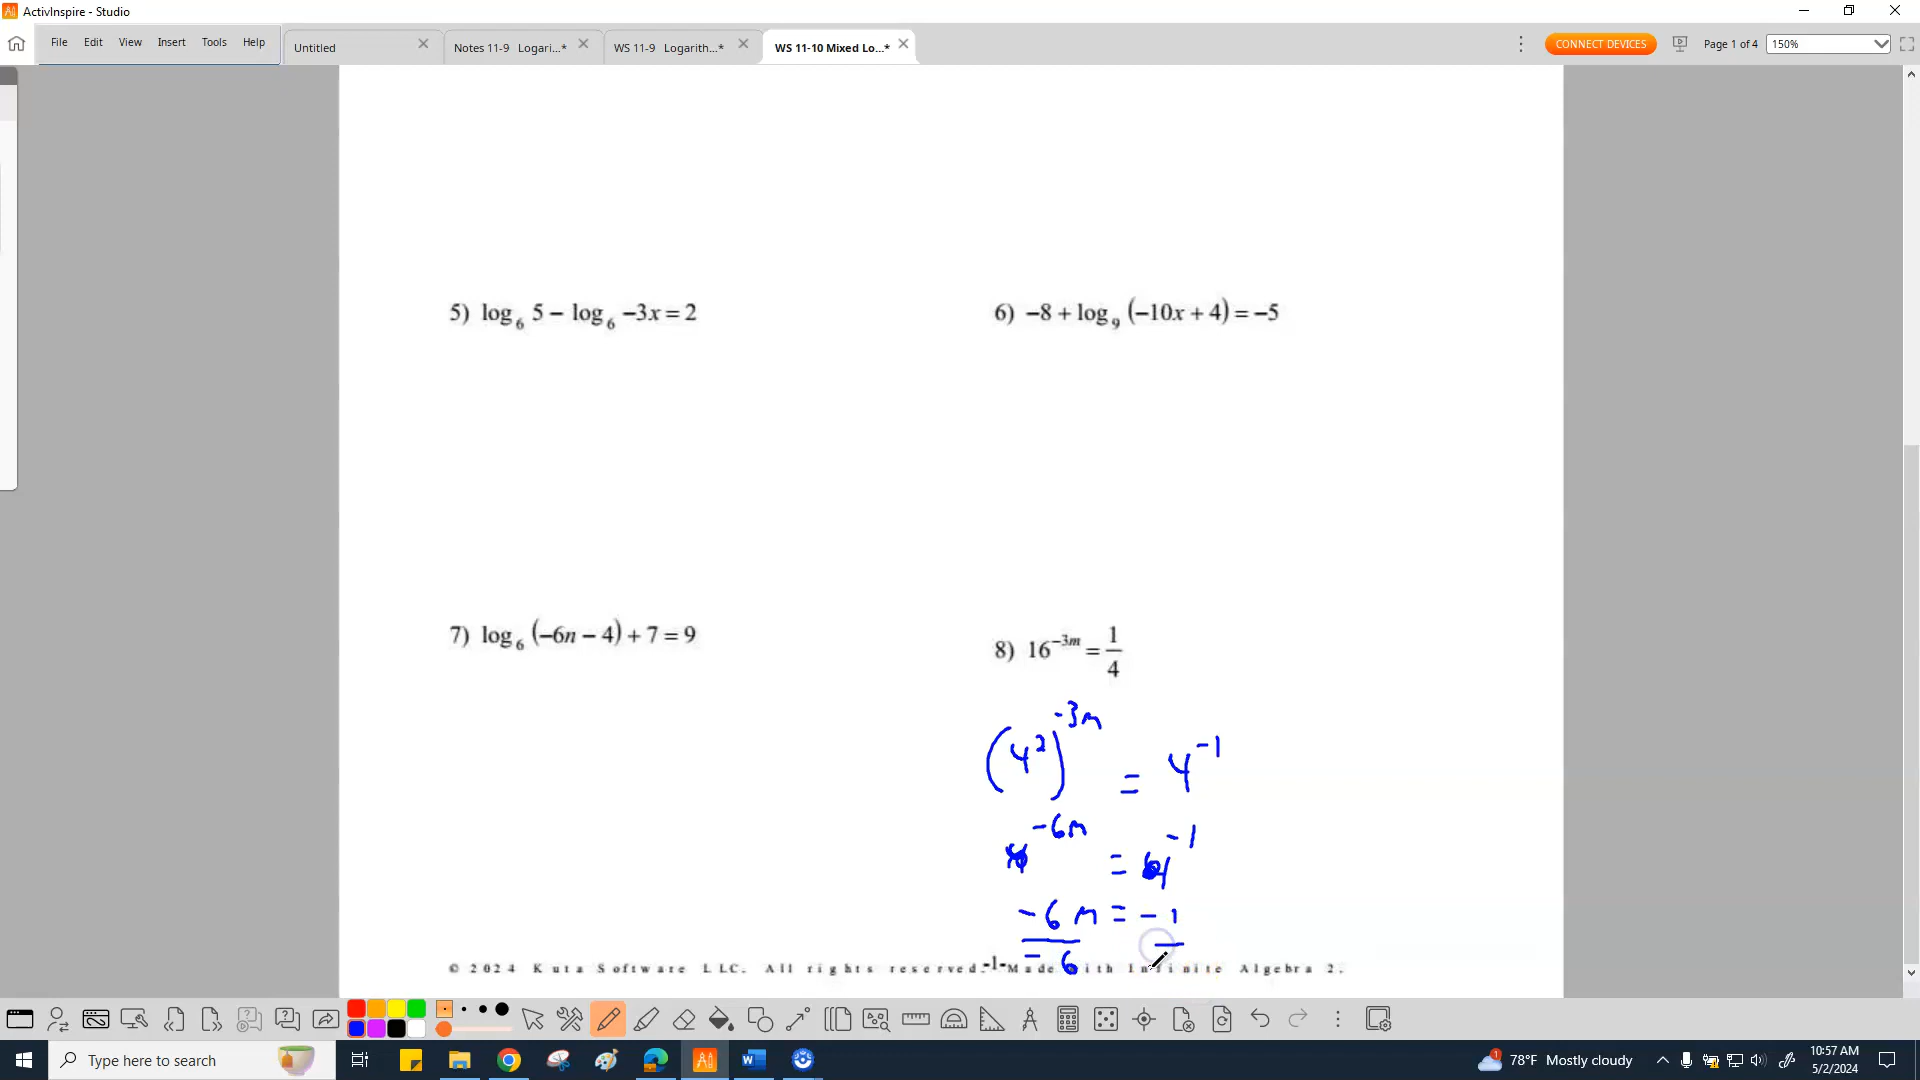 ActivInspire - Studio
File Edit View Insert Tools Help
Untitled
Notes 11-9 Logari...*
WS 11-9 Logarith...*
WS 11-10 Mixed Lo...*
CONNECT DEVICES
Page 1 of 4
150%
5) log₆ 5 − log₆ −3x = 2
6) −8 + log₉ (−10x + 4) = −5
7) log₆ (−6n − 4) + 7 = 9
8) 16^(−3m) = 1/4
(4²)^(-3m) = 4^(-1)
4^(-6m) = 4^(-1)
-6m = -1
-6
© 2024 Kuta Software LLC. All rights reserved. -1- Made with Infinite Algebra 2.
Type here to search
78°F Mostly cloudy
10:57 AM
5/2/2024